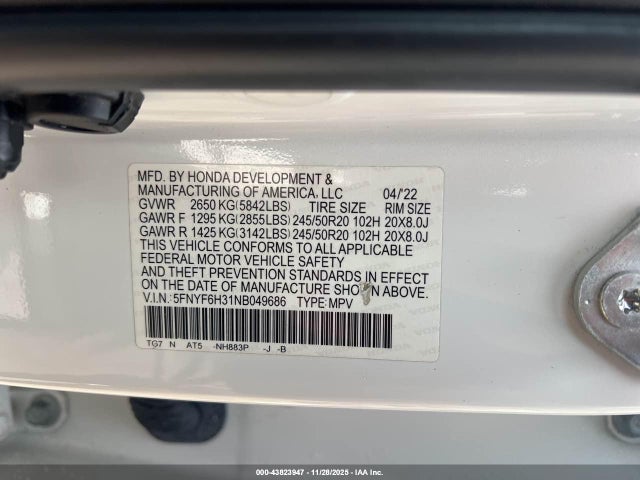 MFD. BY HONDA DEVELOPMENT &
MANUFACTURING OF AMERICA, LLC 04/'22
GVWR 2650 KG(5842LBS) TIRE SIZE RIM SIZE
GAWR F 1295 KG(2855LBS) 245/50R20 102H 20X8.0J
GAWR R 1425 KG(3142LBS) 245/50R20 102H 20X8.0J
THIS VEHICLE CONFORMS TO ALL APPLICABLE
FEDERAL MOTOR VEHICLE SAFETY
AND THEFT PREVENTION STANDARDS IN EFFECT
ON THE DATE OF MANUFACTURE SHOWN ABOVE.
V.I.N.: 5FNYF6H31NB049686 TYPE: MPV
TG7 N AT5 -NH883P -J -B
000-43823947 | 11/28/2025 | IAA Inc.